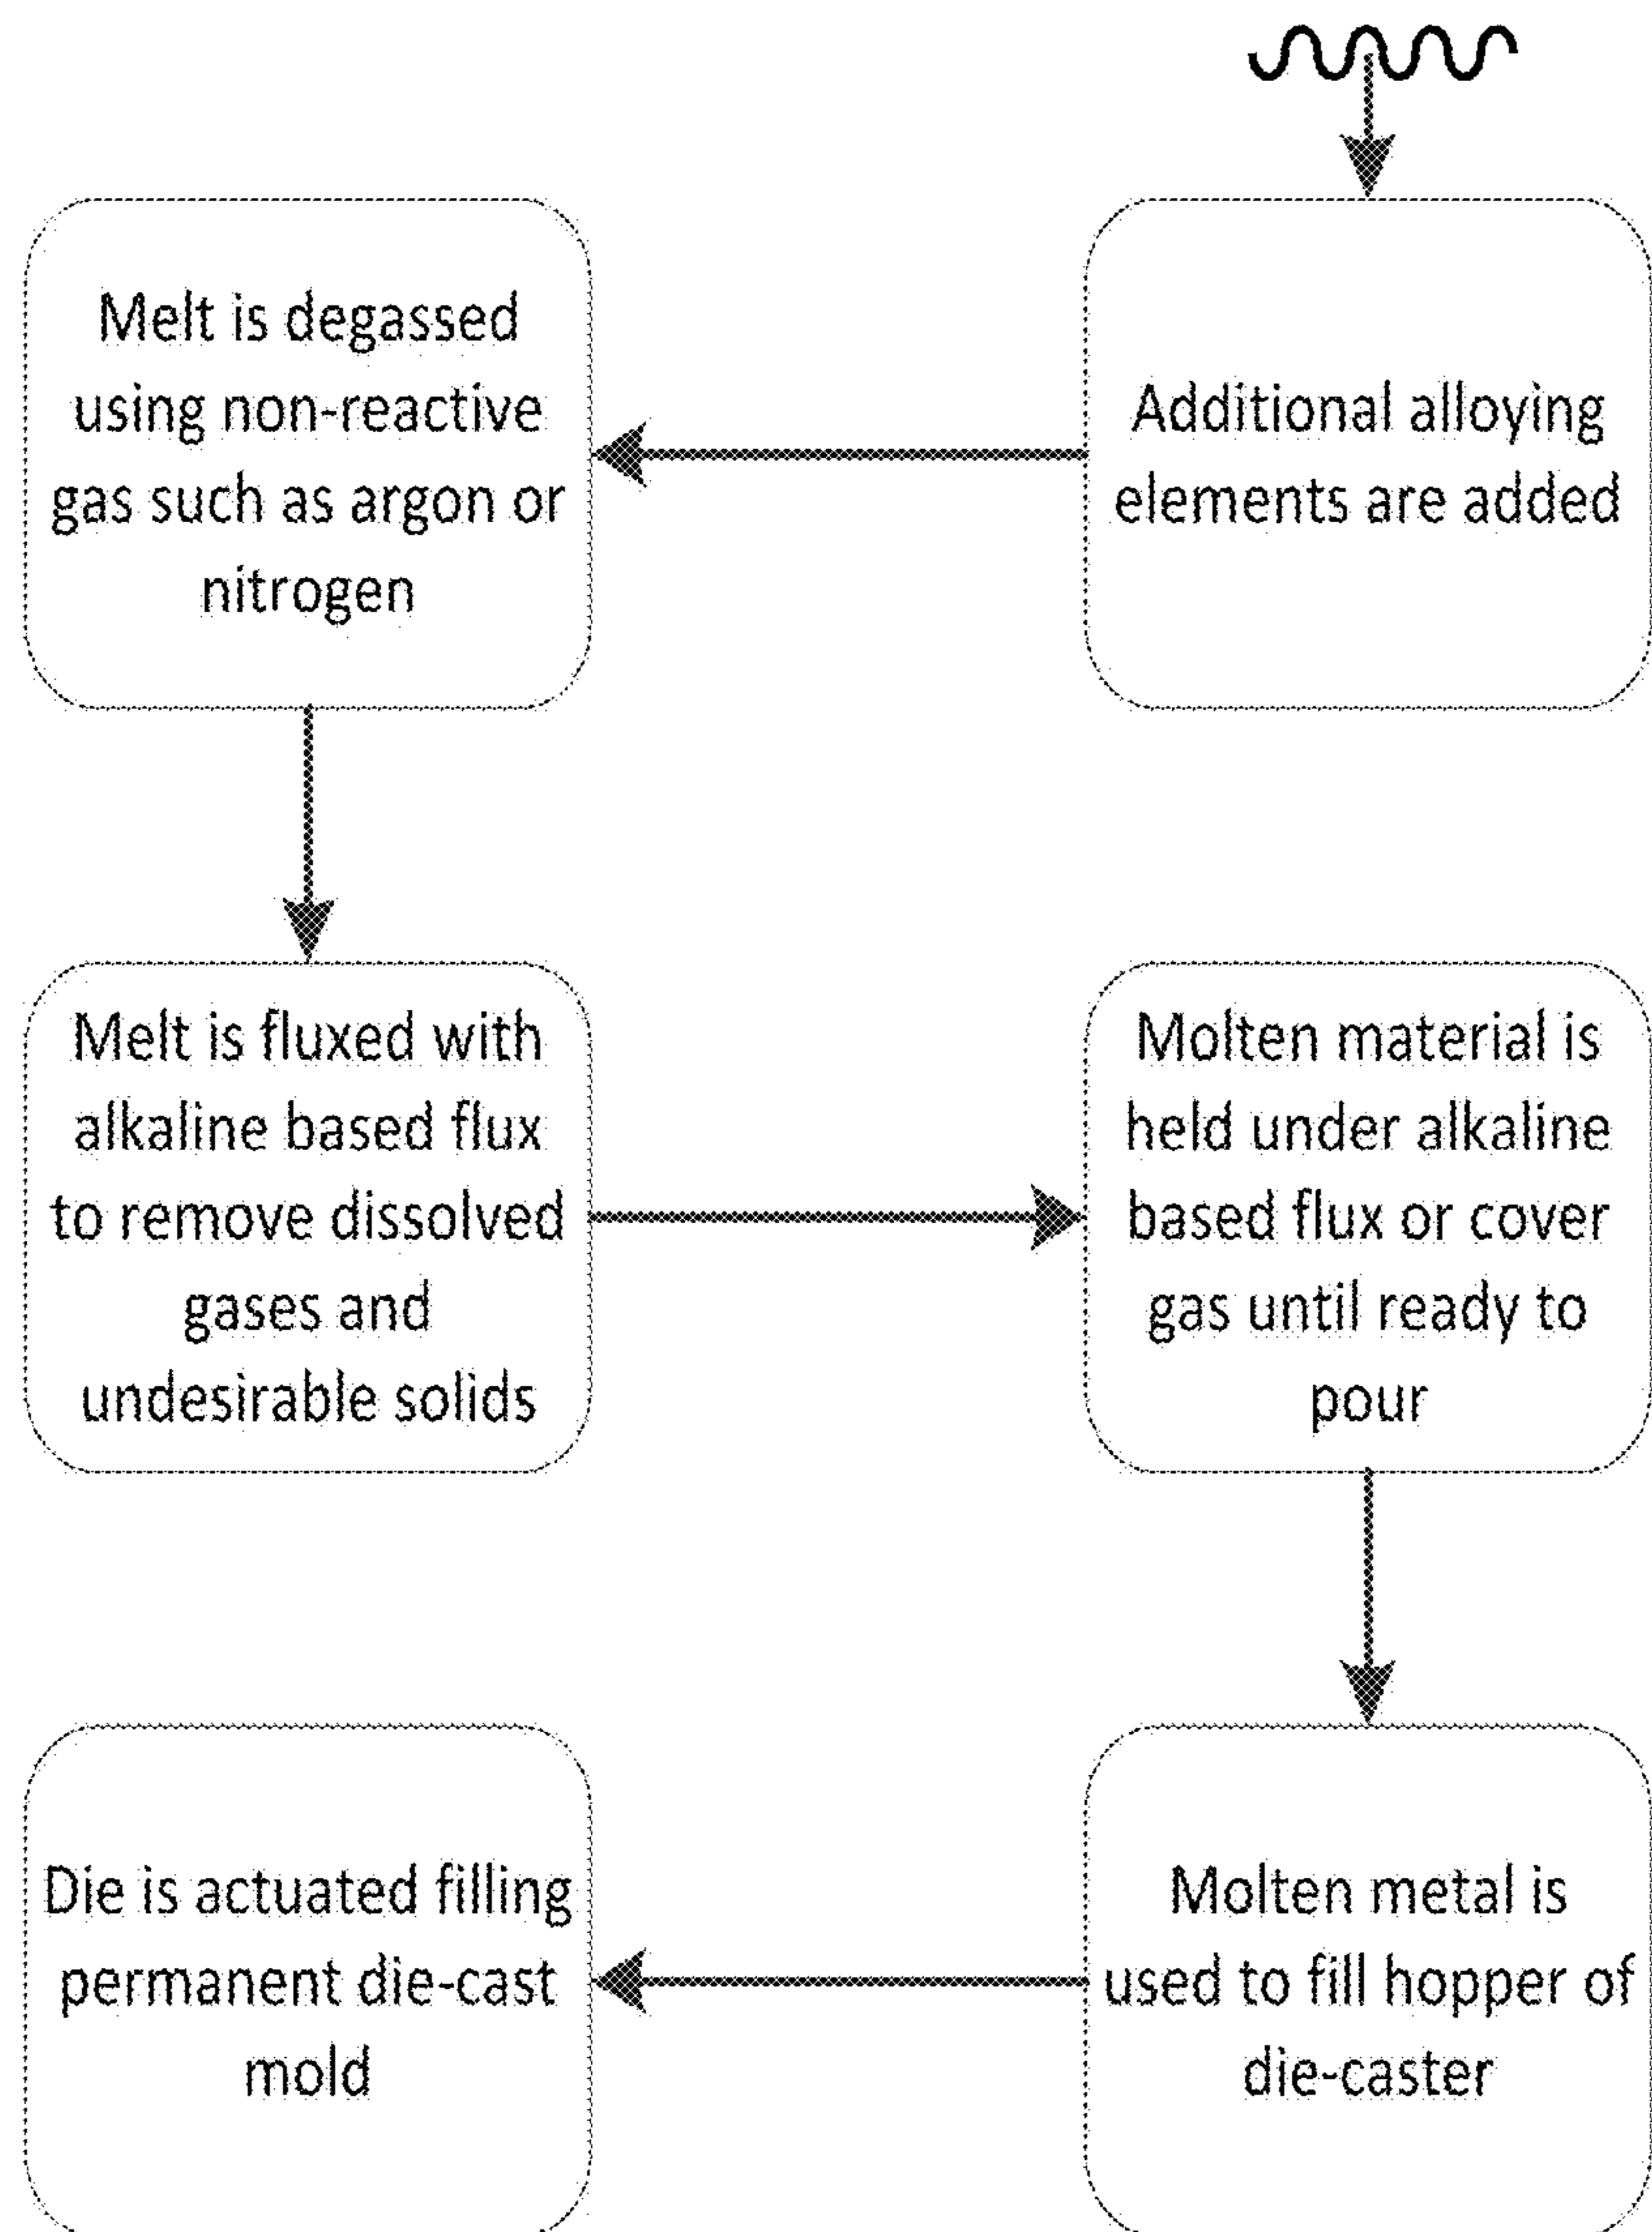 Additional alloying
elements are added
Melt is degassed
using non-reactive
gas such as argon or
nitrogen
Melt is fluxed with
alkaline based flux
to remove dissolved
gases and
undesirable solids
Molten material is
held under alkaline
based flux or cover
gas until ready to
pour
Molten metal is
used to fill hopper of
die-caster
Die is actuated filling
permanent die-cast
mold